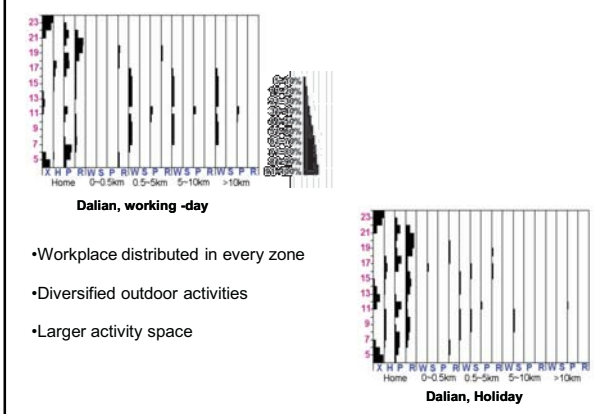 23
21
19
17
15
13
11
9
7
5
X H P R W S P R W S P R W S P R W S P R
Home 0~0.5km 0.5~5km 5~10km >10km
Dalian, working -day
•Workplace distributed in every zone
•Diversified outdoor activities
•Larger activity space
23
21
19
17
15
13
11
9
7
5
X H P R W S P R W S P R W S P R W S P R
Home 0~0.5km 0.5~5km 5~10km >10km
Dalian, Holiday